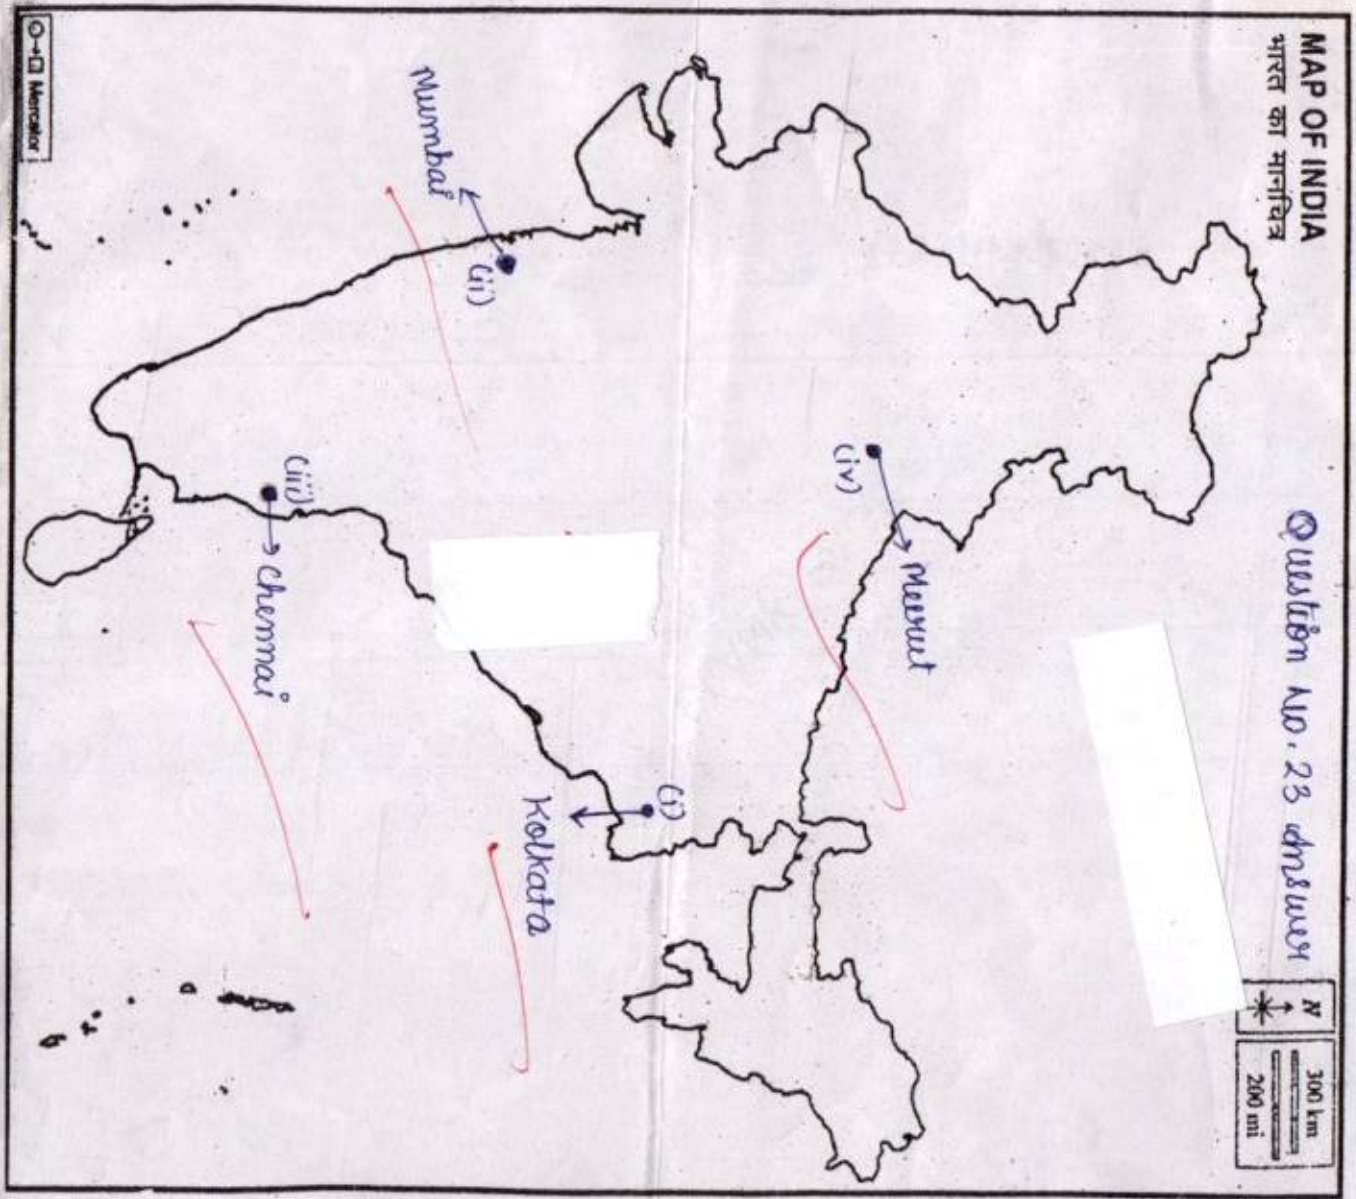 MAP OF INDIA
भारत का मानचित्र
Question No. 23 Answer
N
300 km
200 mi
(iv)
Meerut
(i)
Kolkata
(ii)
Mumbai
(iii)
Chennai
Mercator